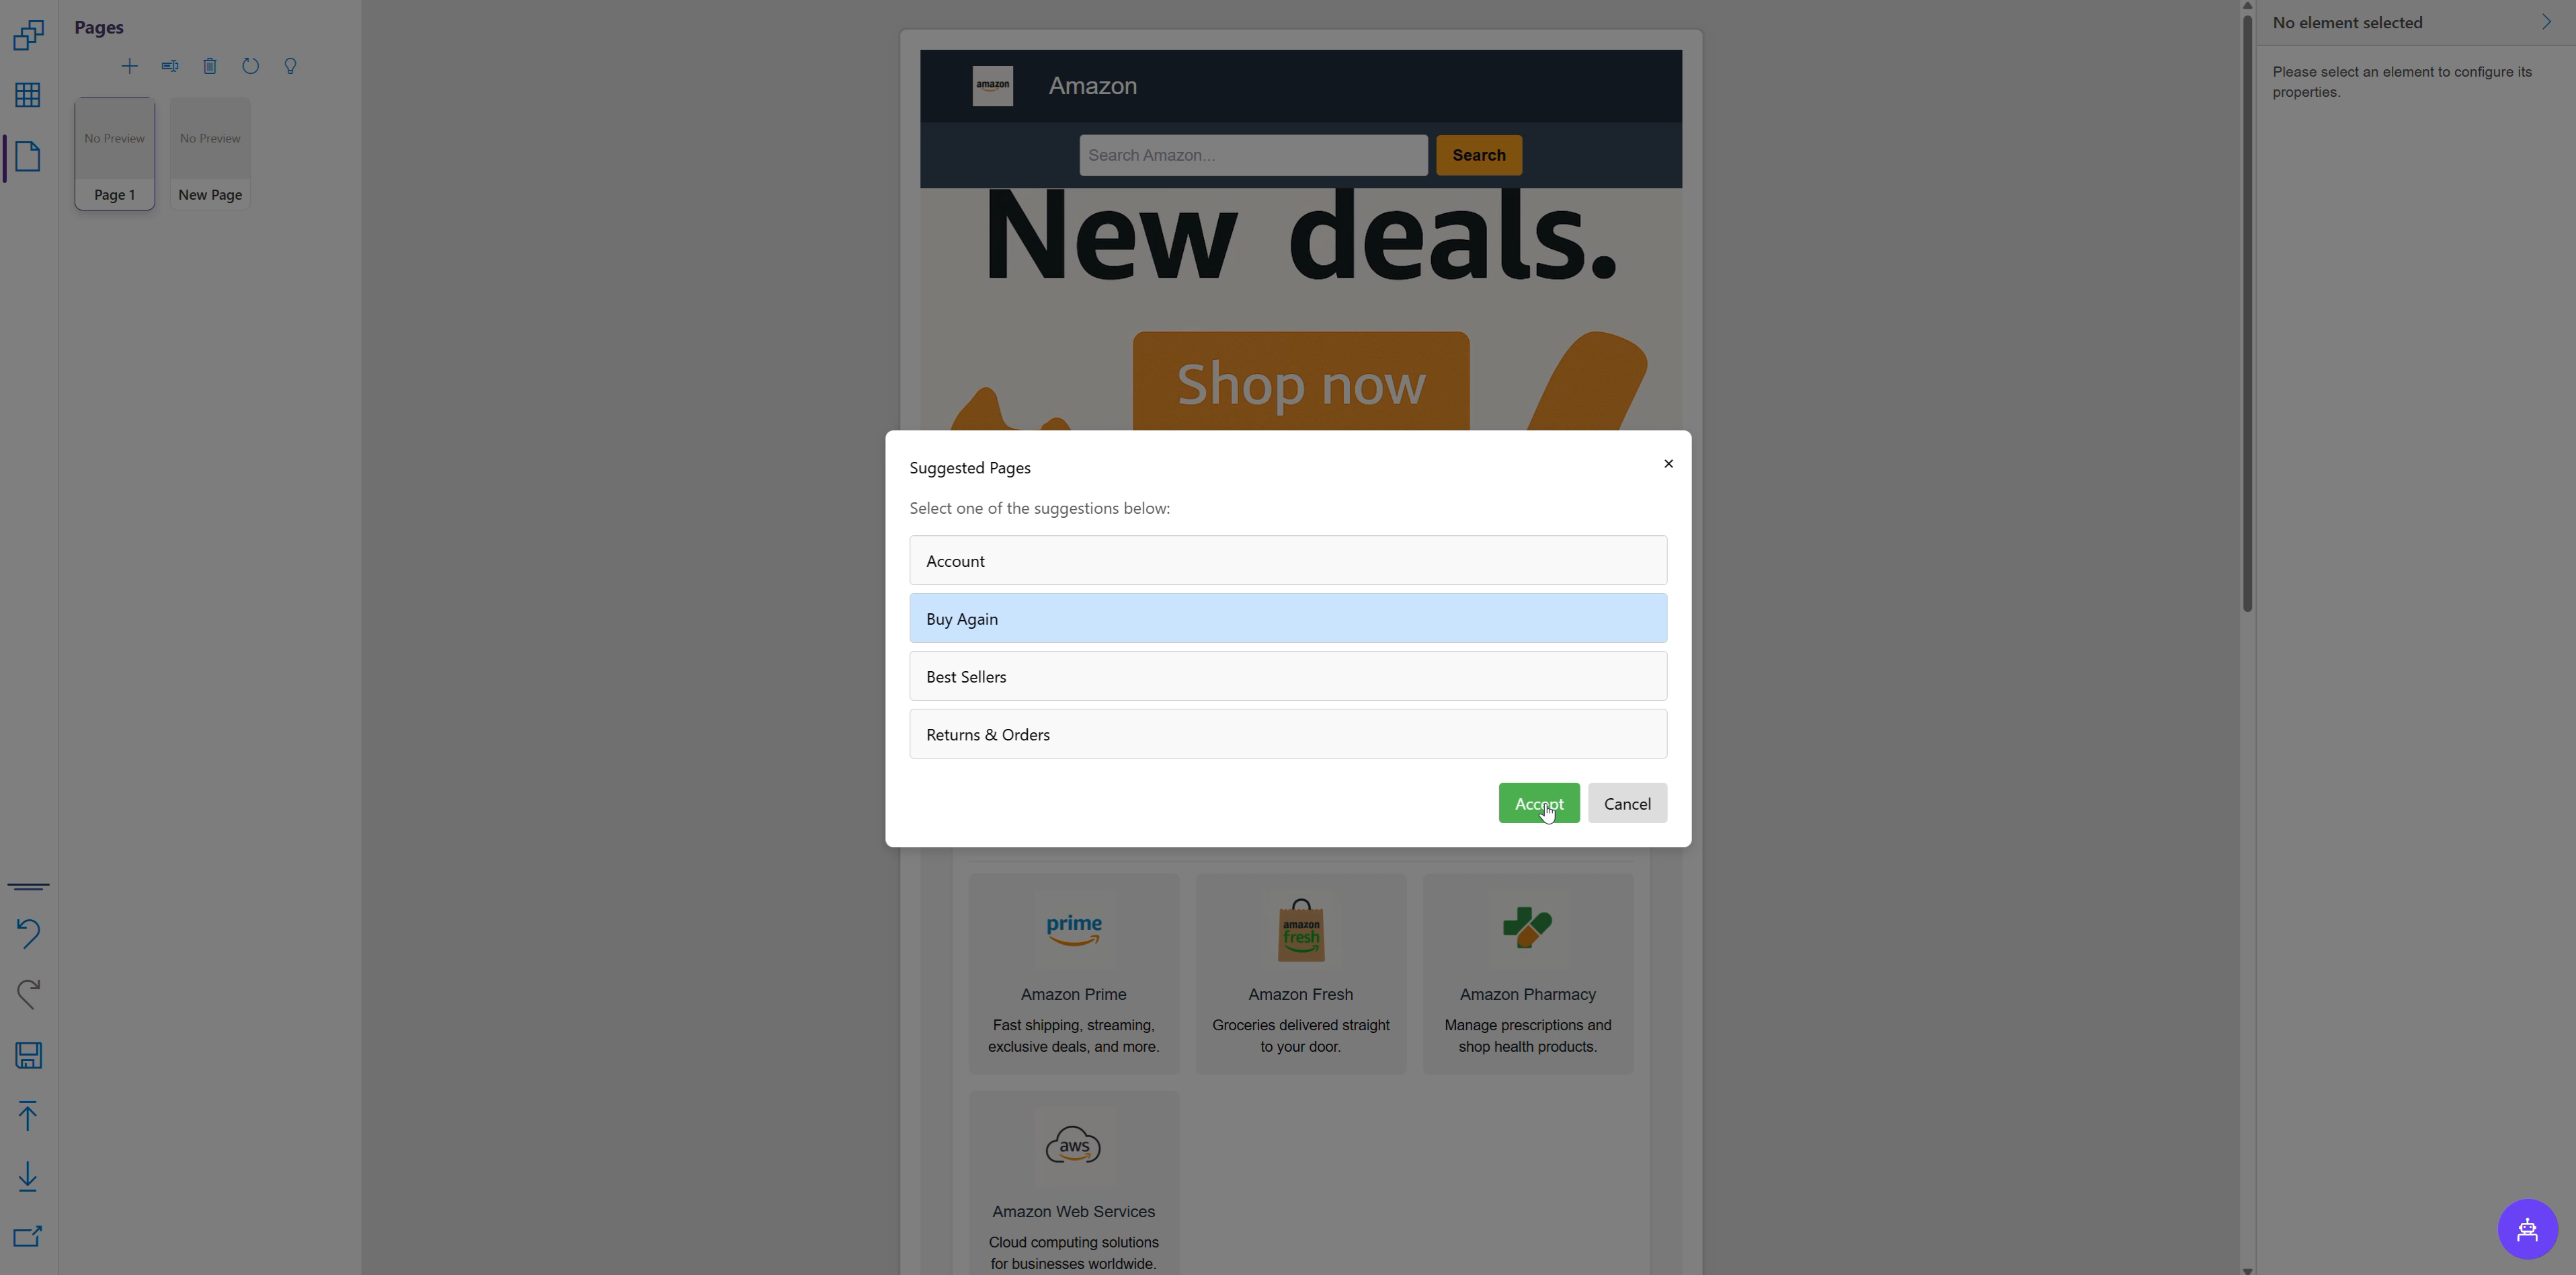 Pages
No Preview
Page 1
No Preview
New Page
amazon
Amazon
Search Amazon...
Search
New deals.
Shop now
Suggested Pages
×
Select one of the suggestions below:
Account
Buy Again
Best Sellers
Returns & Orders
Accept
Cancel
prime
Amazon Prime
Fast shipping, streaming,
exclusive deals, and more.
amazon
fresh
Amazon Fresh
Groceries delivered straight
to your door.
Amazon Pharmacy
Manage prescriptions and
shop health products.
aws
Amazon Web Services
Cloud computing solutions
for businesses worldwide.
No element selected
Please select an element to configure its
properties.